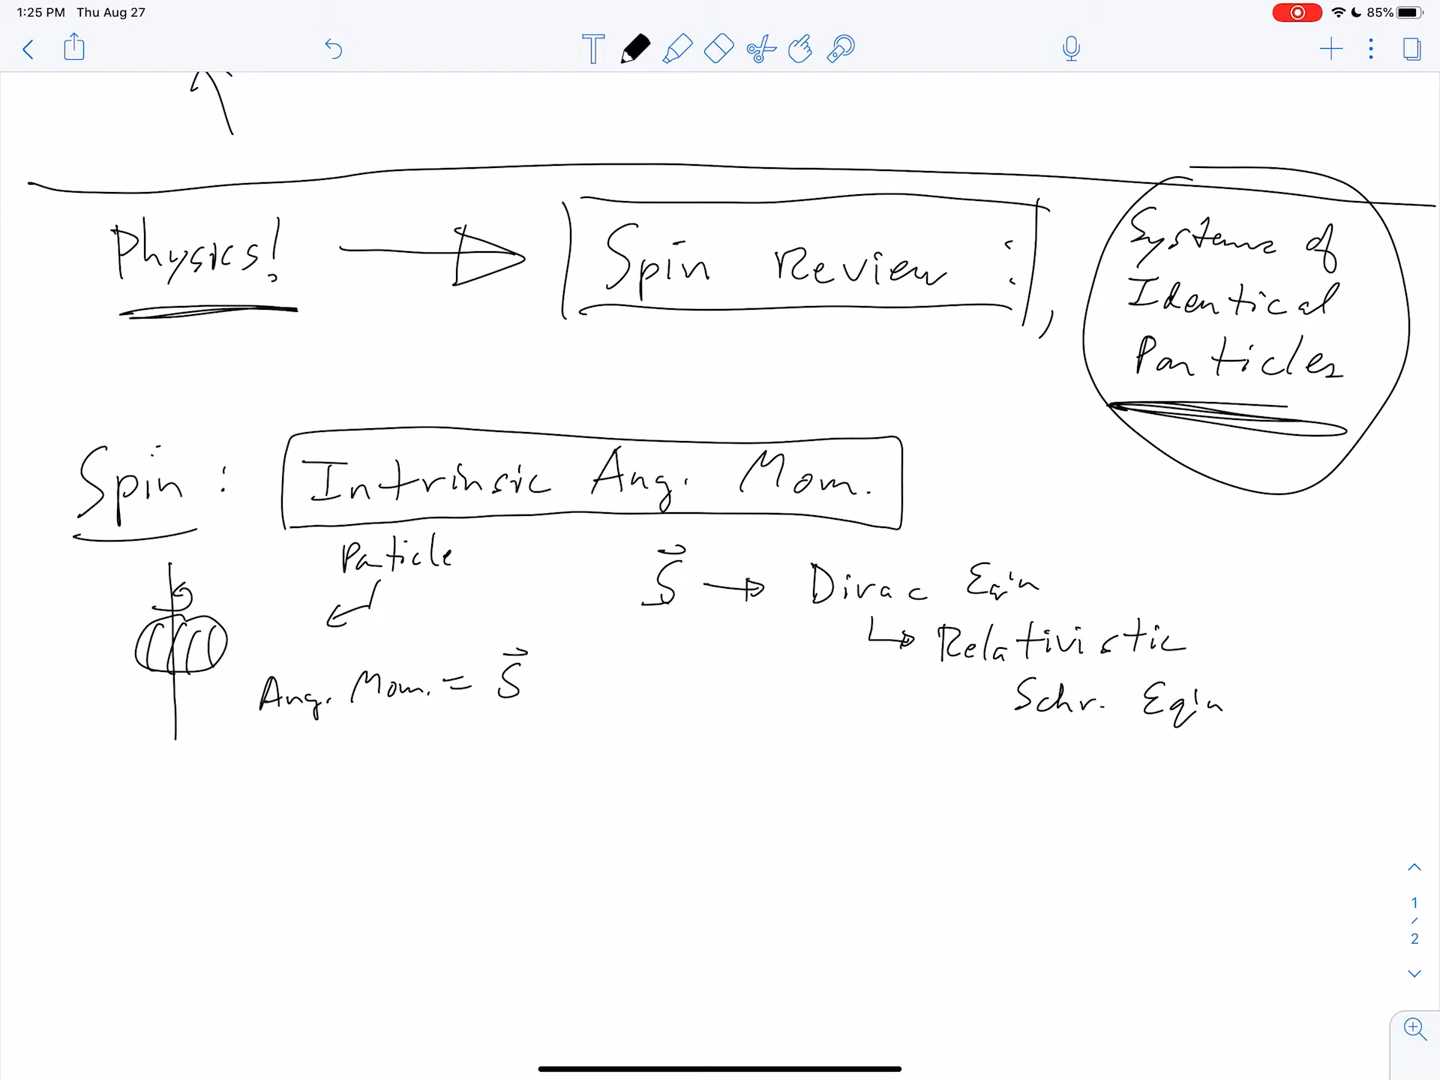 1:25 PM Thu Aug 27
85%
T
Physics! Spin Review : ,
Systems of
Identical
Particles
Spin : Intrinsic Ang. Mom.
Particle
S → Dirac Eq'n
Relativistic
Schr. Eq'n
Ang. Mom. = S
1
/
2